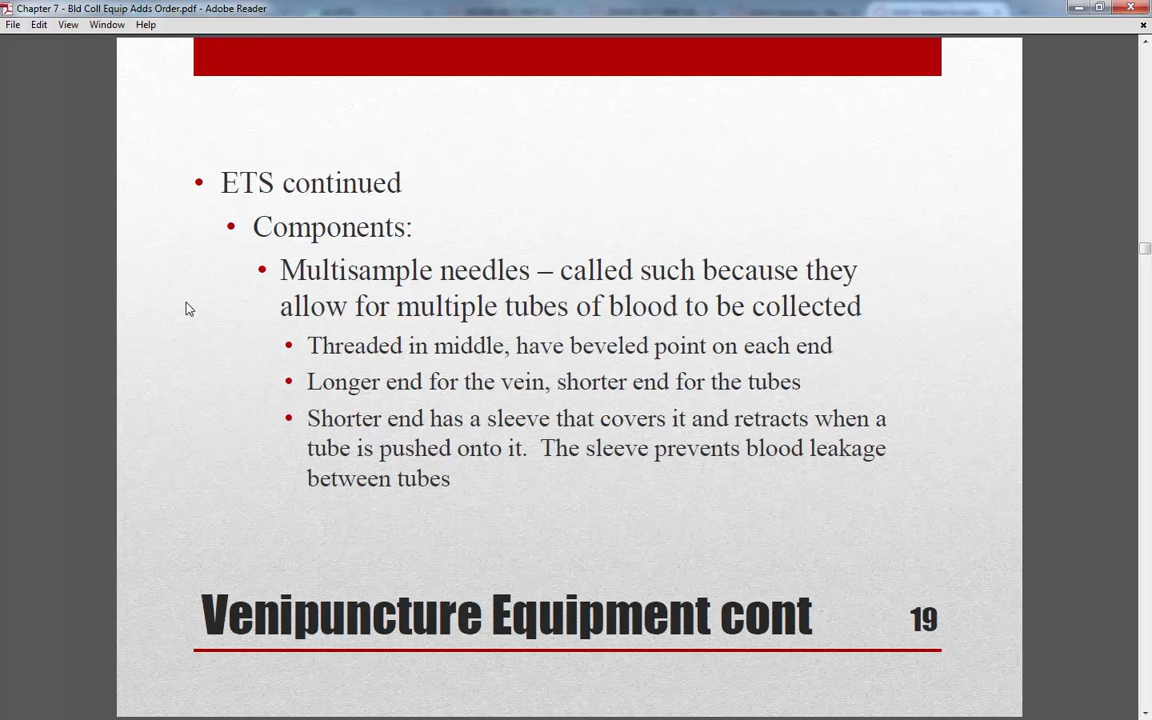 Chapter 7 - Bld Coll Equip Adds Order.pdf - Adobe Reader
File Edit View Window Help
• ETS continued
• Components:
• Multisample needles – called such because they
allow for multiple tubes of blood to be collected
• Threaded in middle, have beveled point on each end
• Longer end for the vein, shorter end for the tubes
• Shorter end has a sleeve that covers it and retracts when a
tube is pushed onto it.  The sleeve prevents blood leakage
between tubes
Venipuncture Equipment cont 19